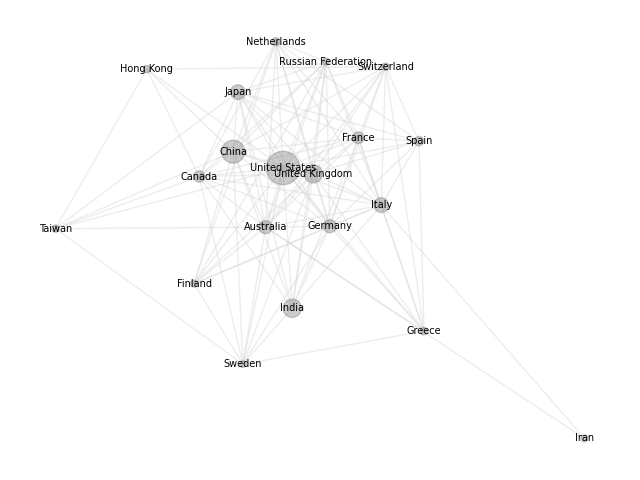 Netherlands
Russian Federation
Switzerland
Hong Kong
Japan
France
Spain
China
United States
United Kingdom
Canada
Italy
Australia
Germany
Taiwan
Finland
India
Greece
Sweden
Iran